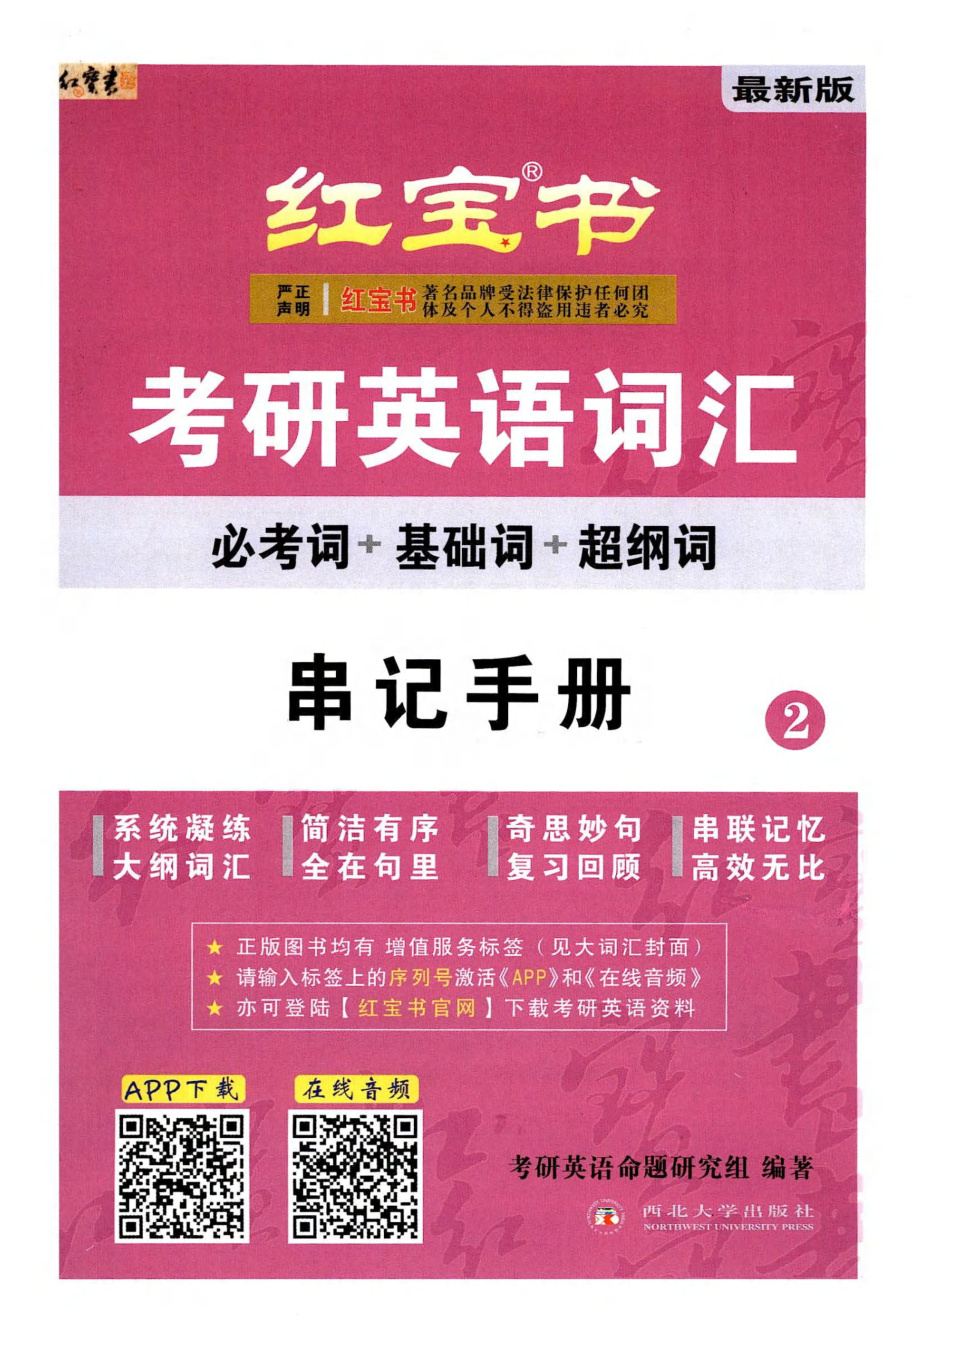 红寶書
最新版
红宝书®
严正声明
红宝书
著名品牌受法律保护任何团
体及个人不得盗用违者必究
考研英语词汇
必考词+基础词+超纲词
串记手册
2
系统凝练
大纲词汇
简洁有序
全在句里
奇思妙句
复习回顾
串联记忆
高效无比
★ 正版图书均有 增值服务标签（见大词汇封面）
★ 请输入标签上的序列号激活《APP》和《在线音频》
★ 亦可登陆【红宝书官网】下载考研英语资料
APP下载
在线音频
考研英语命题研究组 编著
西北大学出版社
NORTHWEST UNIVERSITY PRESS